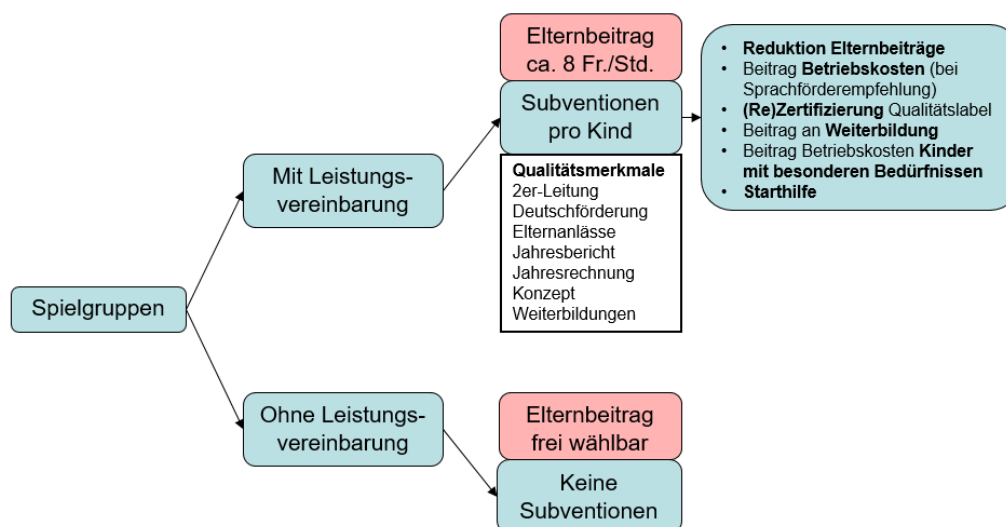 Elternbeitrag
ca. 8 Fr./Std.
Subventionen
pro Kind
• Reduktion Elternbeiträge
• Beitrag Betriebskosten (bei
Sprachförderempfehlung)
• (Re)Zertifizierung Qualitätslabel
• Beitrag an Weiterbildung
• Beitrag Betriebskosten Kinder
mit besonderen Bedürfnissen
• Starthilfe
Mit Leistungs-
vereinbarung
Qualitätsmerkmale
2er-Leitung
Deutschförderung
Elternanlässe
Jahresbericht
Jahresrechnung
Konzept
Weiterbildungen
Spielgruppen
Ohne Leistungs-
vereinbarung
Elternbeitrag
frei wählbar
Keine
Subventionen